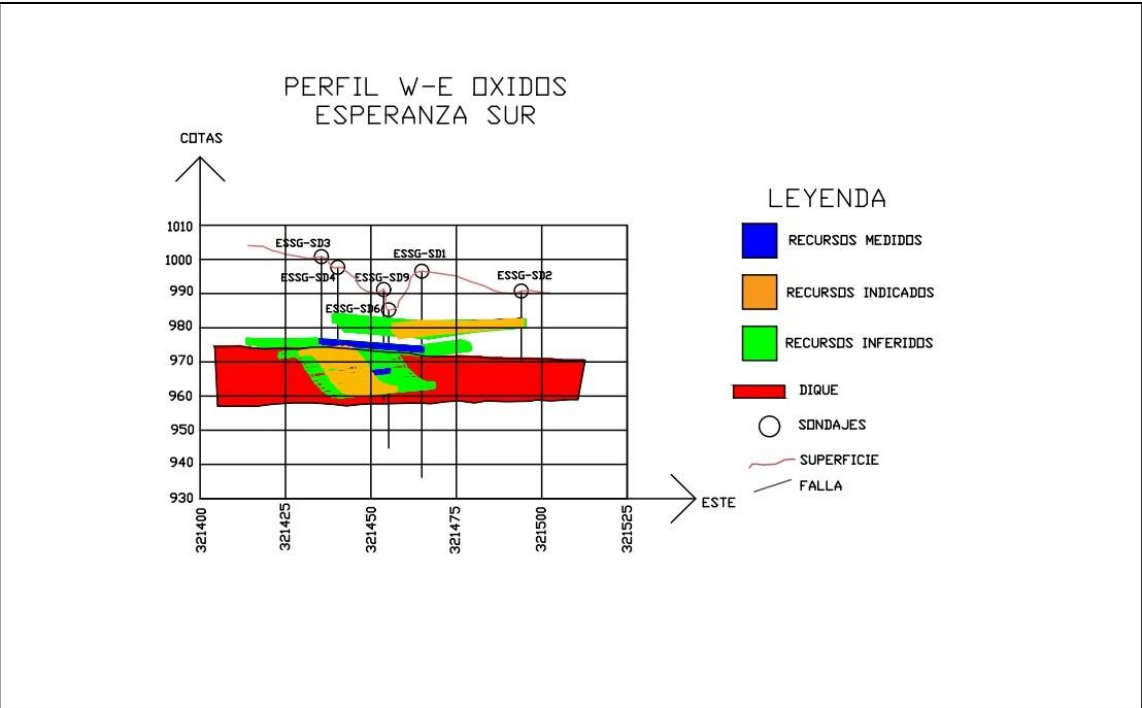 PERFIL W-E OXIDOS
ESPERANZA SUR
COTAS
1010
1000
990
980
970
960
950
940
930
ESSG-SD3
ESSG-SD4
ESSG-SD9
ESSG-SD1
ESSG-SD2
ESSG-SD6
321400
321425
321450
321475
321500
321525
ESTE
LEYENDA
RECURSOS MEDIDOS
RECURSOS INDICADOS
RECURSOS INFERIDOS
DIQUE
SONDAJES
SUPERFICIE
FALLA